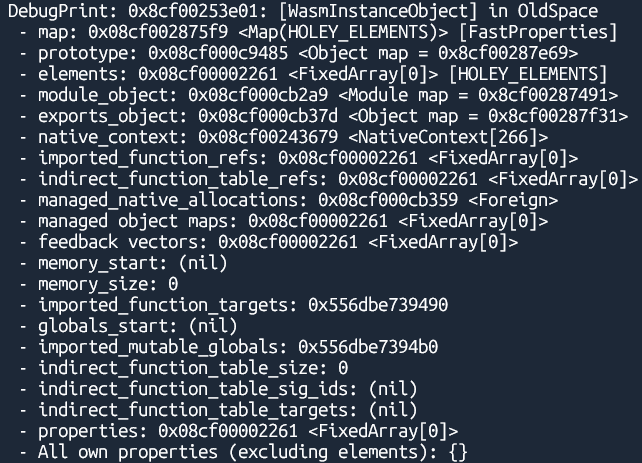 DebugPrint: 0x8cf00253e01: [WasmInstanceObject] in OldSpace
- map: 0x08cf002875f9 <Map(HOLEY_ELEMENTS)> [FastProperties]
- prototype: 0x08cf000c9485 <Object map = 0x8cf00287e69>
- elements: 0x08cf00002261 <FixedArray[0]> [HOLEY_ELEMENTS]
- module_object: 0x08cf000cb2a9 <Module map = 0x8cf00287491>
- exports_object: 0x08cf000cb37d <Object map = 0x8cf00287f31>
- native_context: 0x08cf00243679 <NativeContext[266]>
- imported_function_refs: 0x08cf00002261 <FixedArray[0]>
- indirect_function_table_refs: 0x08cf00002261 <FixedArray[0]>
- managed_native_allocations: 0x08cf000cb359 <Foreign>
- managed object maps: 0x08cf00002261 <FixedArray[0]>
- feedback vectors: 0x08cf00002261 <FixedArray[0]>
- memory_start: (nil)
- memory_size: 0
- imported_function_targets: 0x556dbe739490
- globals_start: (nil)
- imported_mutable_globals: 0x556dbe7394b0
- indirect_function_table_size: 0
- indirect_function_table_sig_ids: (nil)
- indirect_function_table_targets: (nil)
- properties: 0x08cf00002261 <FixedArray[0]>
- All own properties (excluding elements): {}